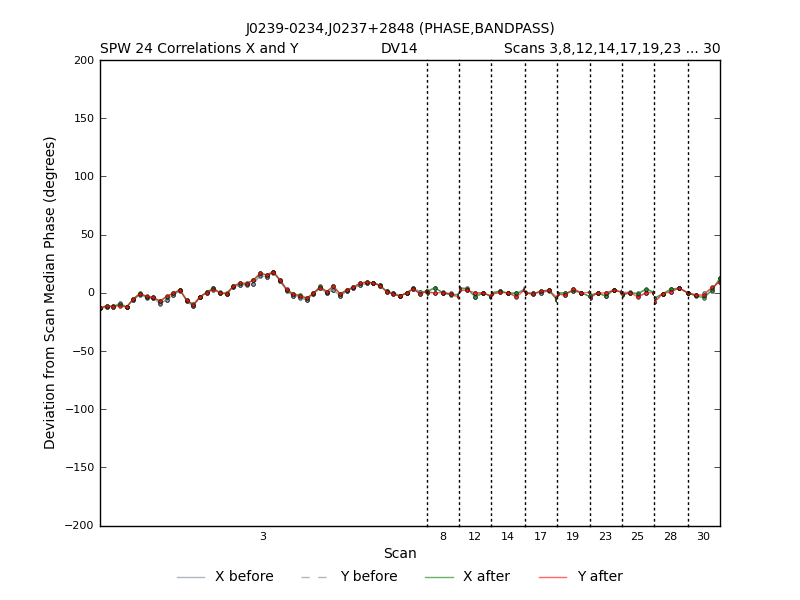 J0239-0234,J0237+2848 (PHASE,BANDPASS)
SPW 24 Correlations X and Y DV14 Scans 3,8,12,14,17,19,23 ... 30
200
150
100
50
0
−50
−100
−150
−200
Deviation from Scan Median Phase (degrees)
3 8 12 14 17 19 23 25 28 30
Scan
X before Y before X after Y after